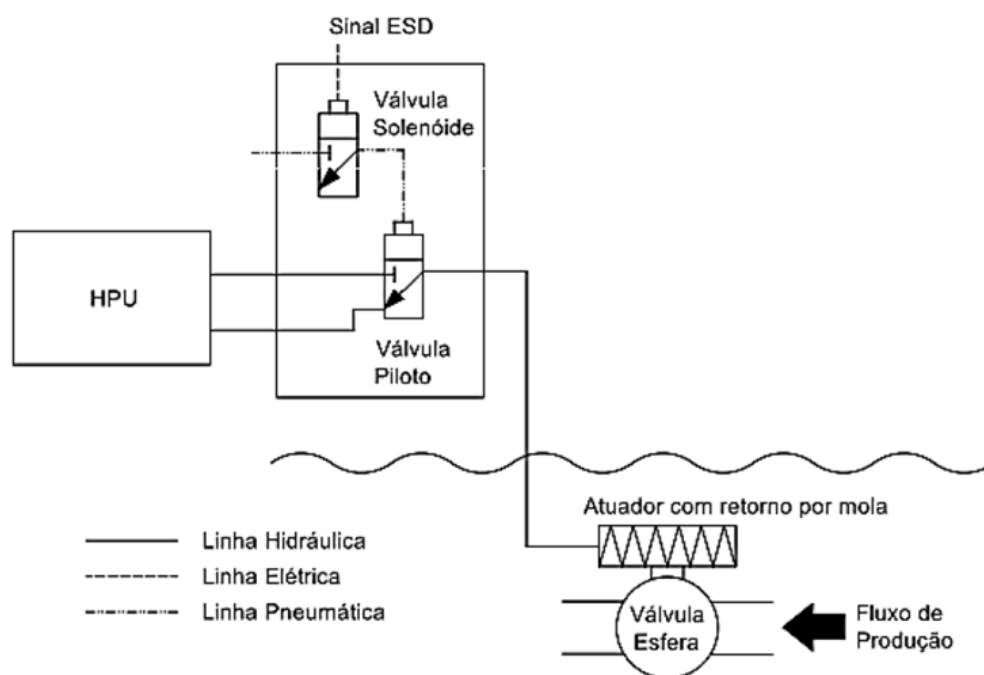 Sinal ESD
Válvula
Solenóide
HPU
Válvula
Piloto
Atuador com retorno por mola
Linha Hidráulica
Linha Elétrica
Linha Pneumática
Válvula
Esfera
Fluxo de
Produção